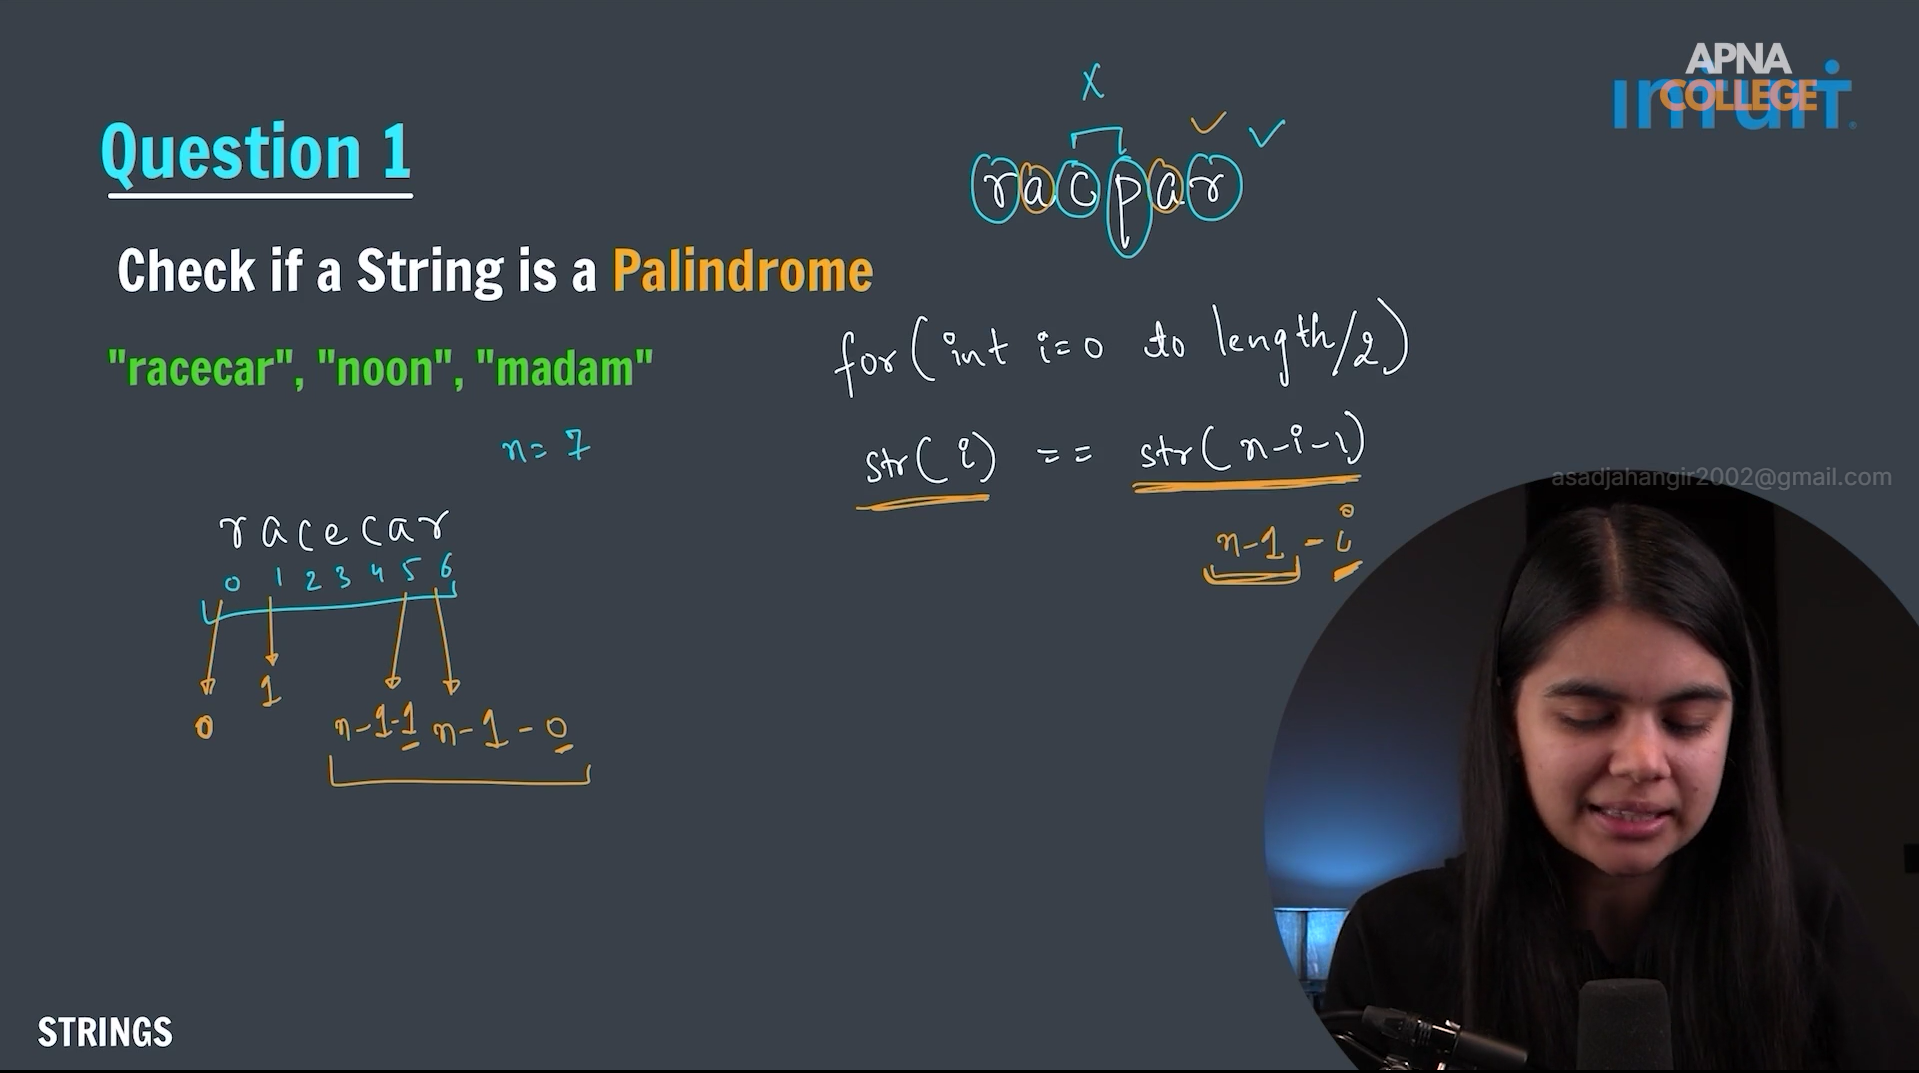 APNA
COLLEGE
INTUIT
X
✓ ✓
racpar
Question 1
Check if a String is a Palindrome
"racecar", "noon", "madam"
for(int i=0 to length/2)
str(i) == str(n-i-1)
n-1-i
n=7
racecar
0 1 2 3 4 5 6
0 1 n-1-1 n-1-0
asadjahangir2002@gmail.com
STRINGS